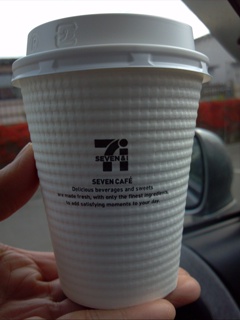 7i
SEVEN & i
SEVEN CAFÉ
Delicious beverages and sweets
are made fresh, with only the finest ingredients
to add satisfying moments to your day.